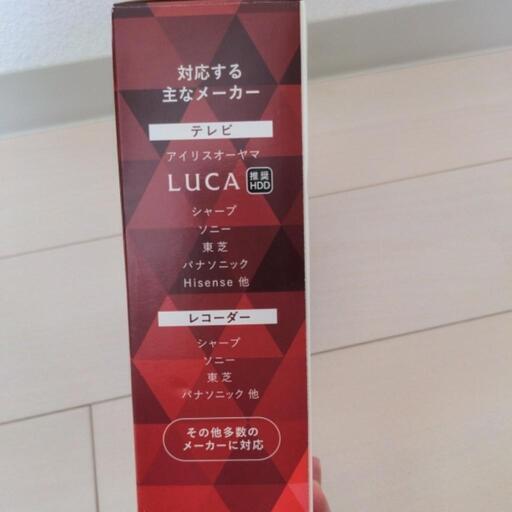 対応する
主なメーカー
テレビ
アイリスオーヤマ
LUCA 推奨HDD
シャープ
ソニー
東芝
パナソニック
Hisense 他
レコーダー
シャープ
ソニー
東芝
パナソニック 他
その他多数の
メーカーに対応